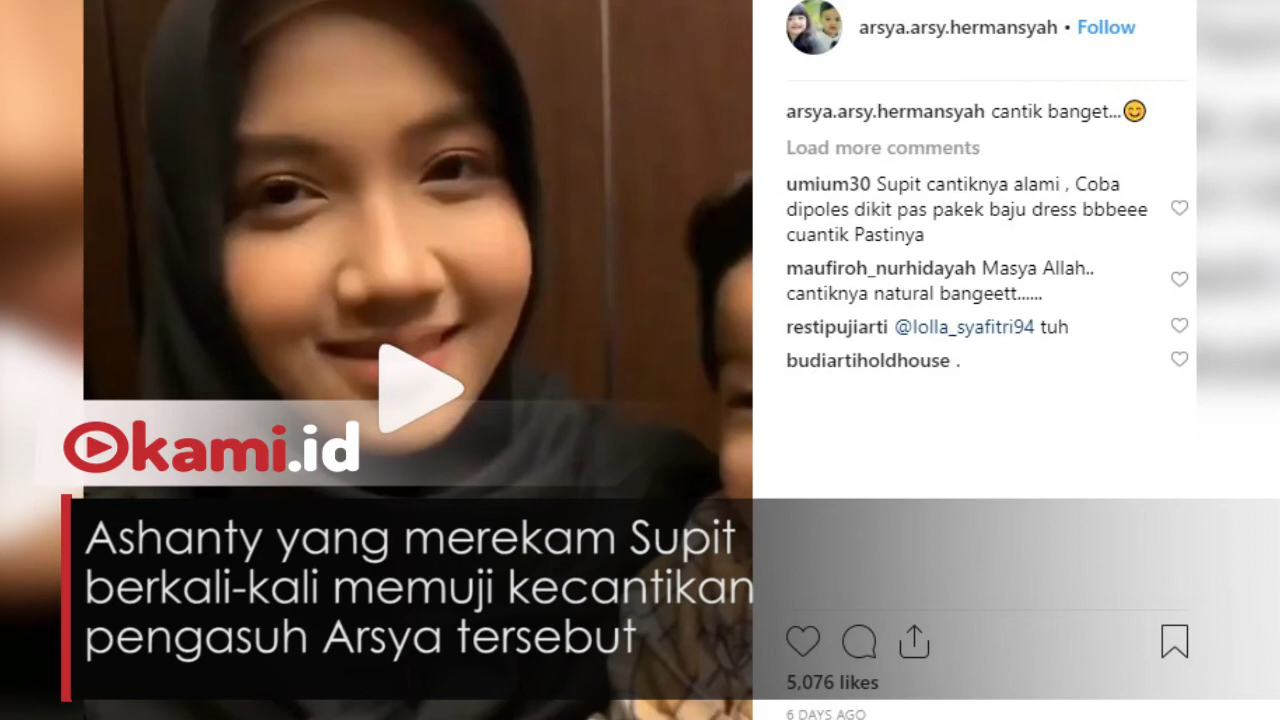 arsya.arsy.hermansyah • Follow
arsya.arsy.hermansyah cantik banget...😊
Load more comments
umium30 Supit cantiknya alami , Coba
dipoles dikit pas pakek baju dress bbbeee
cuantik Pastinya
maufiroh_nurhidayah Masya Allah..
cantiknya natural bangeett......
restipujiarti @lolla_syafitri94 tuh
budiartiholdhouse .
Okami.id
Ashanty yang merekam Supit
berkali-kali memuji kecantikan
pengasuh Arsya tersebut
5,076 likes
6 DAYS AGO